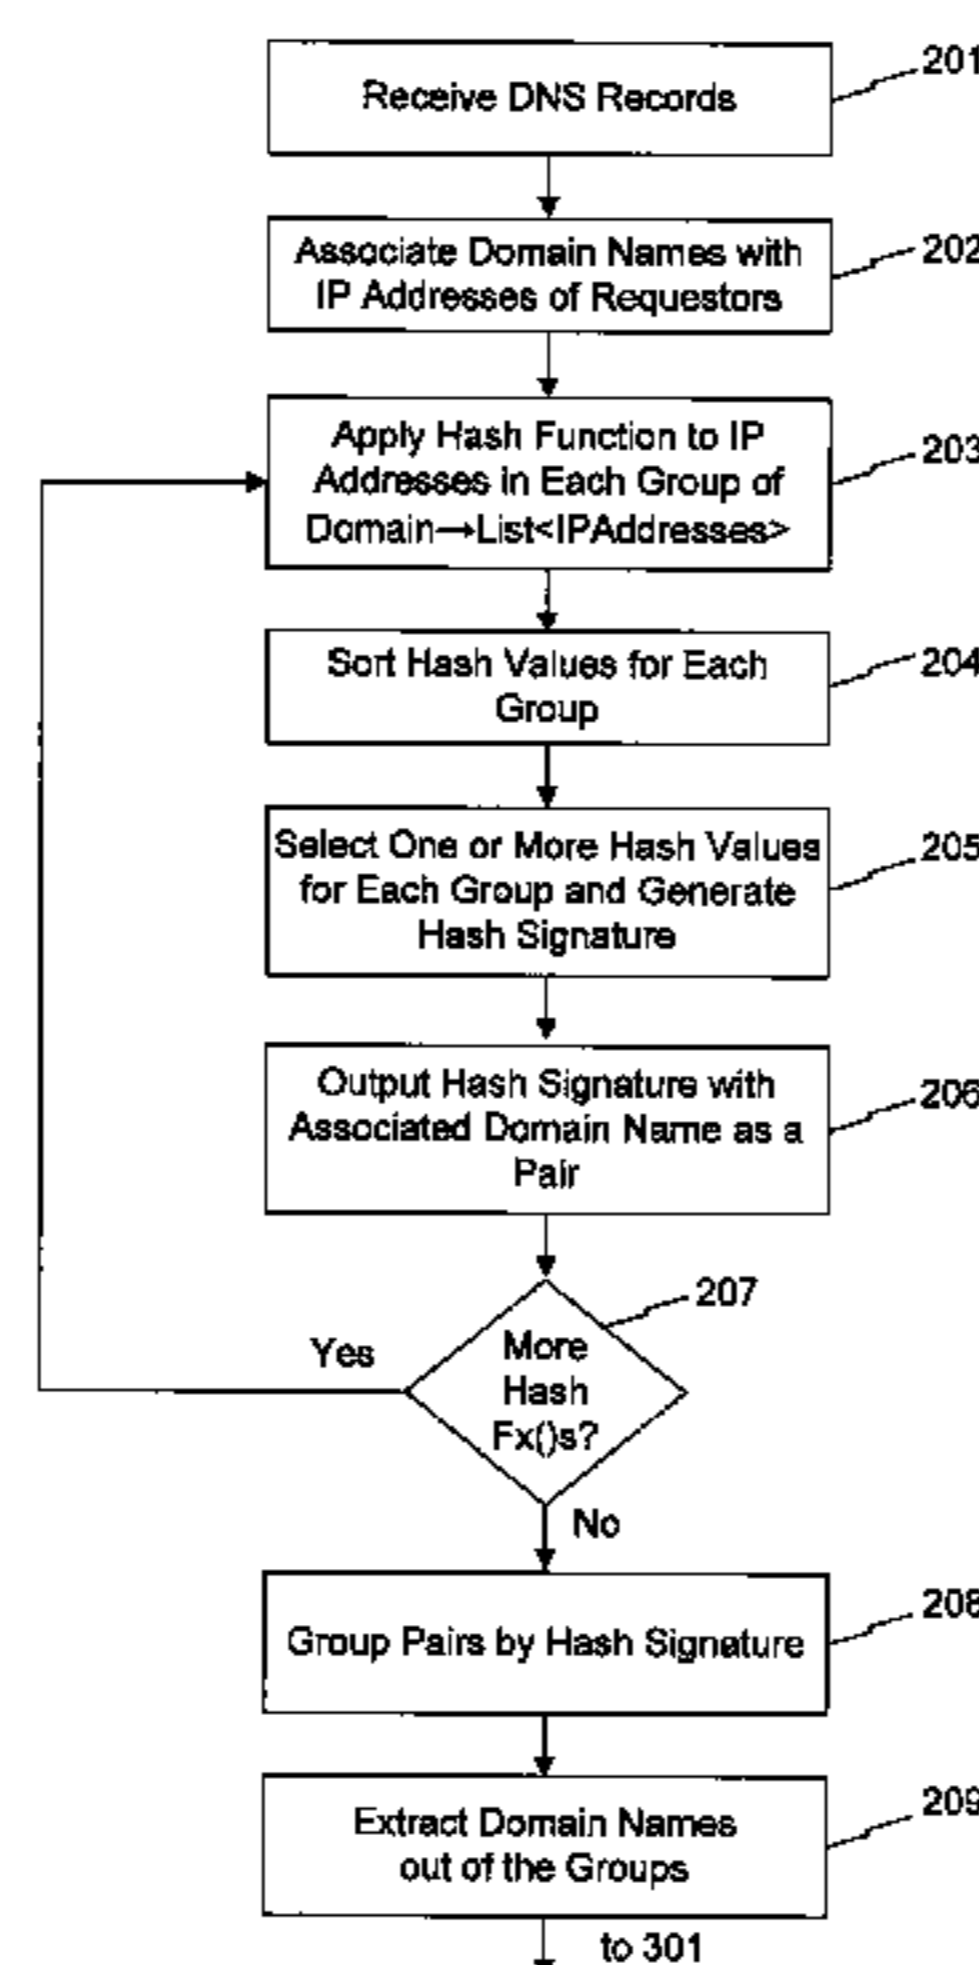 201
Receive DNS Records
202
Associate Domain Names with
IP Addresses of Requestors
203
Apply Hash Function to IP
Addresses in Each Group of
Domain→List<IPAddresses>
204
Sort Hash Values for Each
Group
205
Select One or More Hash Values
for Each Group and Generate
Hash Signature
206
Output Hash Signature with
Associated Domain Name as a
Pair
207
Yes
More
Hash
Fx()s?
No
208
Group Pairs by Hash Signature
209
Extract Domain Names
out of the Groups
to 301